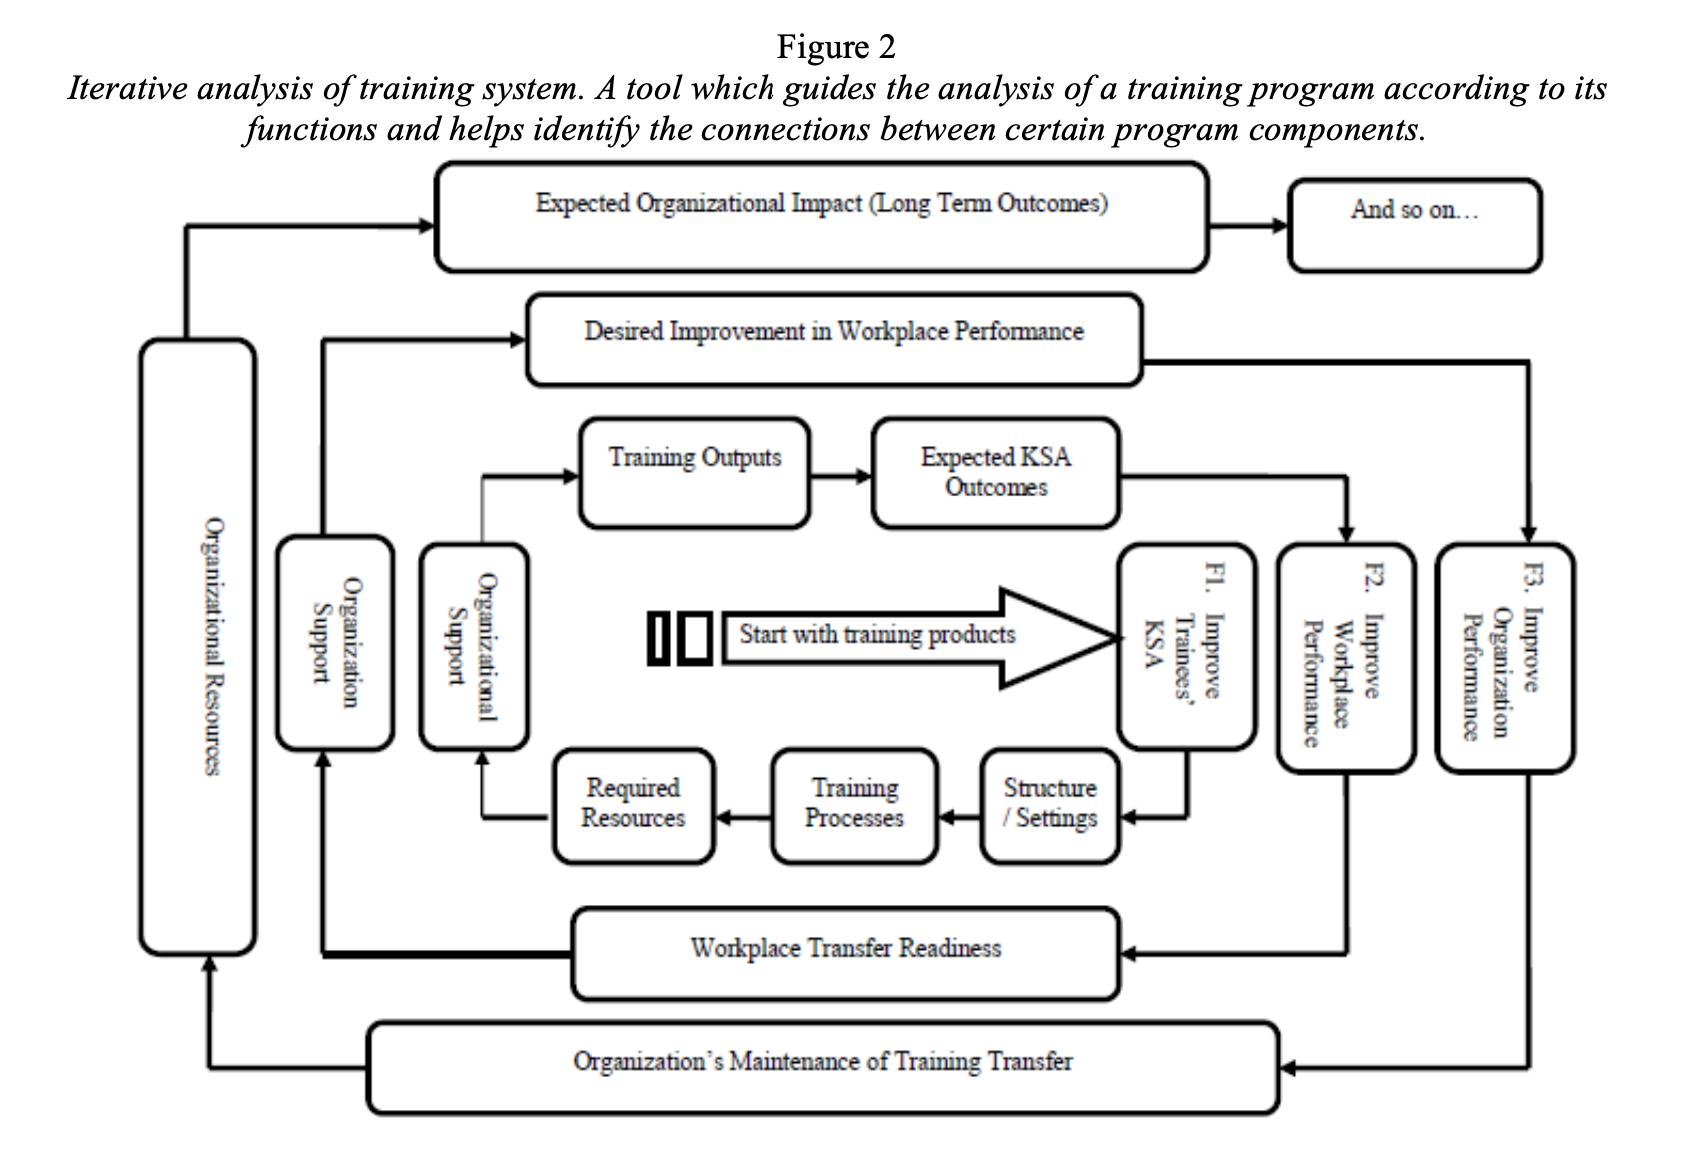 Figure 2
Iterative analysis of training system. A tool which guides the analysis of a training program according to its
functions and helps identify the connections between certain program components.
Expected Organizational Impact (Long Term Outcomes)
And so on…
Desired Improvement in Workplace Performance
Training Outputs
Expected KSA
Outcomes
Organizational Resources
Organization
Support
Organizational
Support
Start with training products
F1. Improve
Trainees’
KSA
F2. Improve
Workplace
Performance
F3. Improve
Organization
Performance
Required
Resources
Training
Processes
Structure
/ Settings
Workplace Transfer Readiness
Organization’s Maintenance of Training Transfer